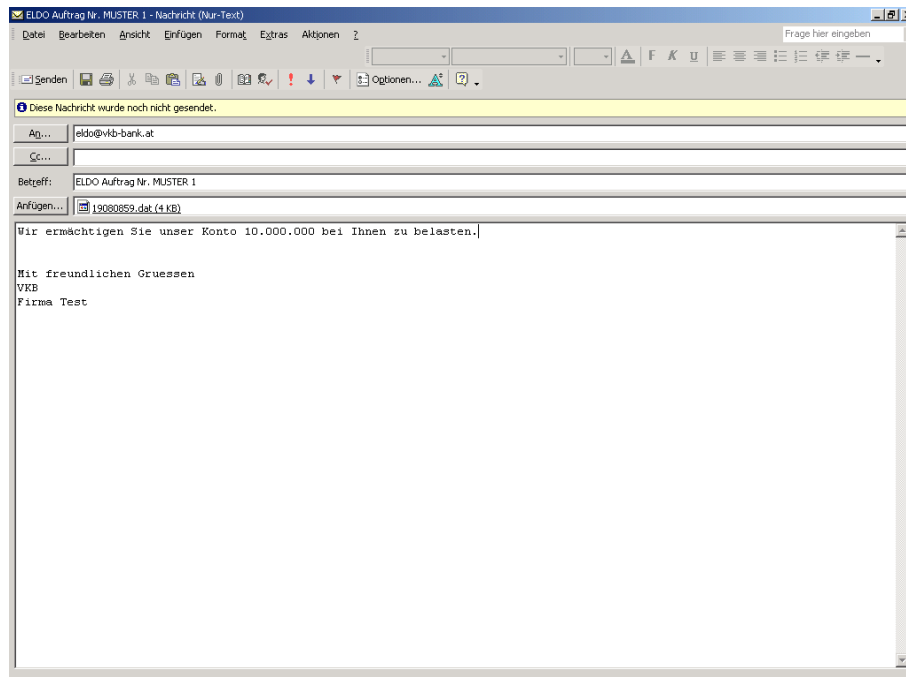 ELDO Auftrag Nr. MUSTER 1 - Nachricht (Nur-Text)
Datei Bearbeiten Ansicht Einfügen Format Extras Aktionen ?
Frage hier eingeben
A F K U
Senden Optionen...
Diese Nachricht wurde noch nicht gesendet.
An... eldo@vkb-bank.at
Cc...
Betreff: ELDO Auftrag Nr. MUSTER 1
Anfügen... 19080859.dat (4 KB)
Wir ermächtigen Sie unser Konto 10.000.000 bei Ihnen zu belasten.
Mit freundlichen Gruessen
VKB
Firma Test